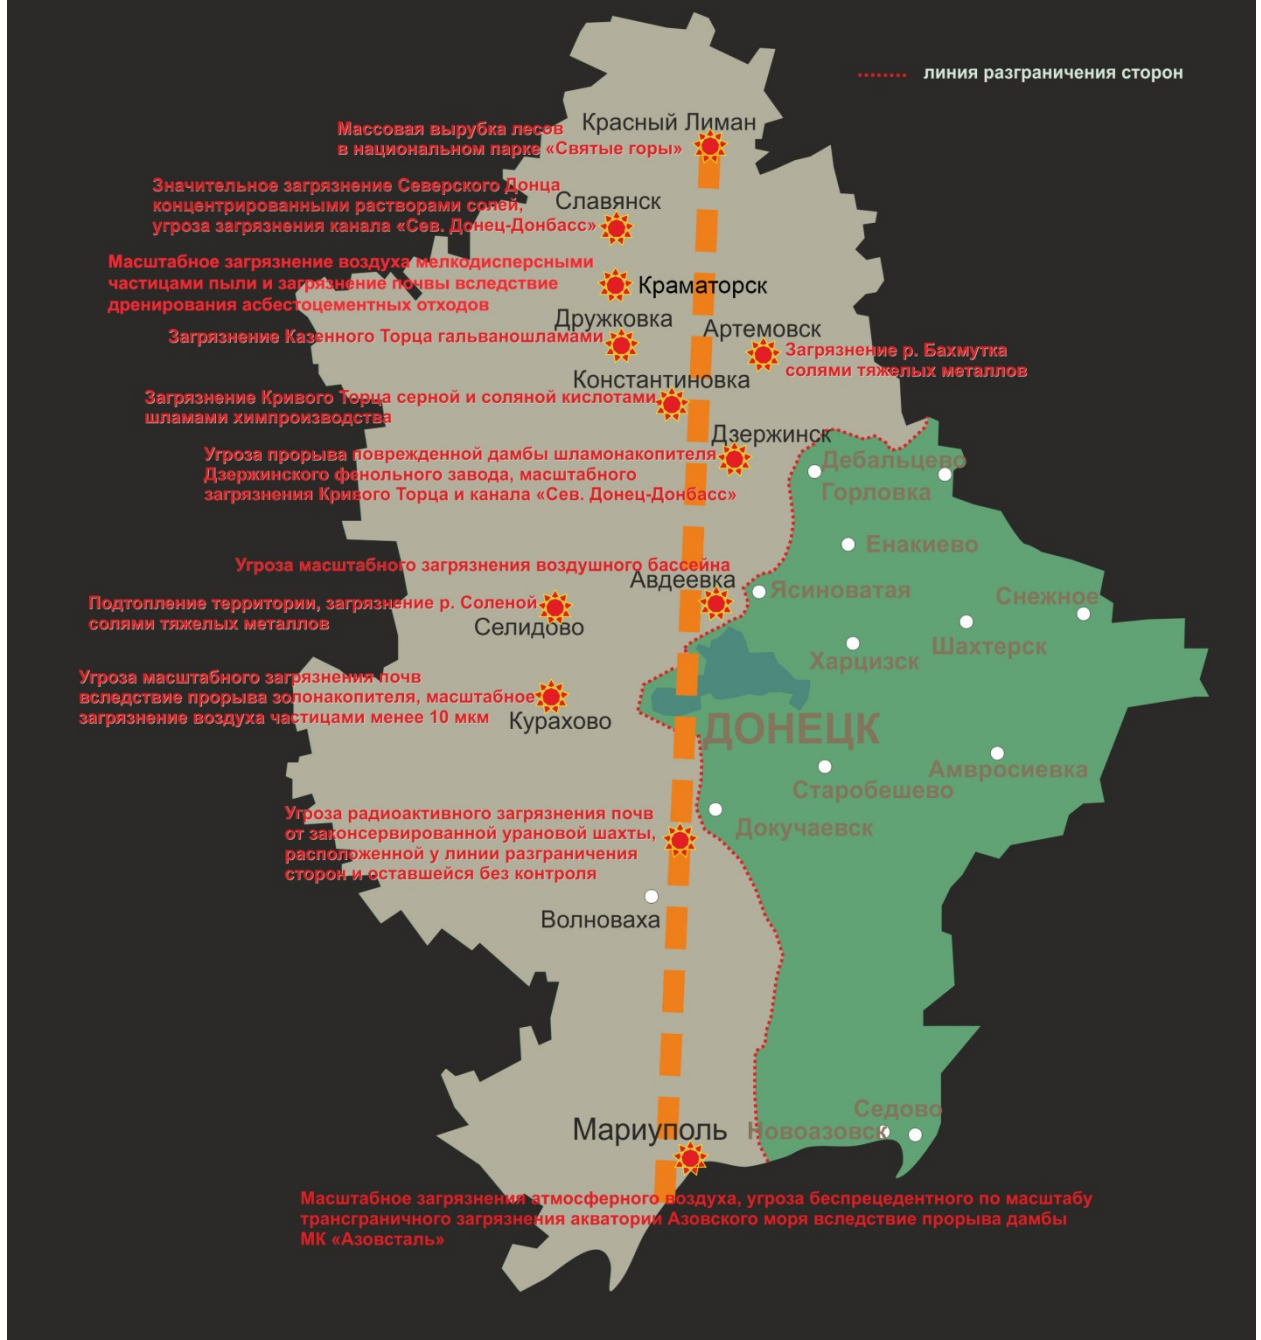 линия разграничения сторон
Красный Лиман
Массовая вырубка лесов
в национальном парке «Святые горы»
Значительное загрязнение Северского Донца
концентрированными растворами солей,
угроза загрязнения канала «Сев. Донец-Донбасс»
Славянск
Масштабное загрязнение воздуха мелкодисперсными
частицами пыли и загрязнение почвы вследствие
дренирования асбестоцементных отходов
Краматорск
Дружковка
Загрязнение Казенного Торца гальваношламами
Артемовск
Загрязнение р. Бахмутка
солями тяжелых металлов
Константиновка
Загрязнение Кривого Торца серной и соляной кислотами,
шламами химпроизводства
Дзержинск
Угроза прорыва поврежденной дамбы шламонакопителя
Дзержинского фенольного завода, масштабного
загрязнения Кривого Торца и канала «Сев. Донец-Донбасс»
Дебальцево
Горловка
Енакиево
Угроза масштабного загрязнения воздушного бассейна
Авдеевка
Ясиноватая
Снежное
Подтопление территории, загрязнение р. Соленой
солями тяжелых металлов
Селидово
Шахтерск
Харцизск
Угроза масштабного загрязнения почв
вследствие прорыва золонакопителя, масштабное
загрязнение воздуха частицами менее 10 мкм
Курахово
ДОНЕЦК
Амвросиевка
Старобешево
Докучаевск
Угроза радиоактивного загрязнения почв
от законсервированной урановой шахты,
расположенной у линии разграничения
сторон и оставшейся без контроля
Волноваха
Седово
Мариуполь
Новоазовск
Масштабное загрязнения атмосферного воздуха, угроза беспрецедентного по масштабу
трансграничного загрязнения акватории Азовского моря вследствие прорыва дамбы
МК «Азовсталь»